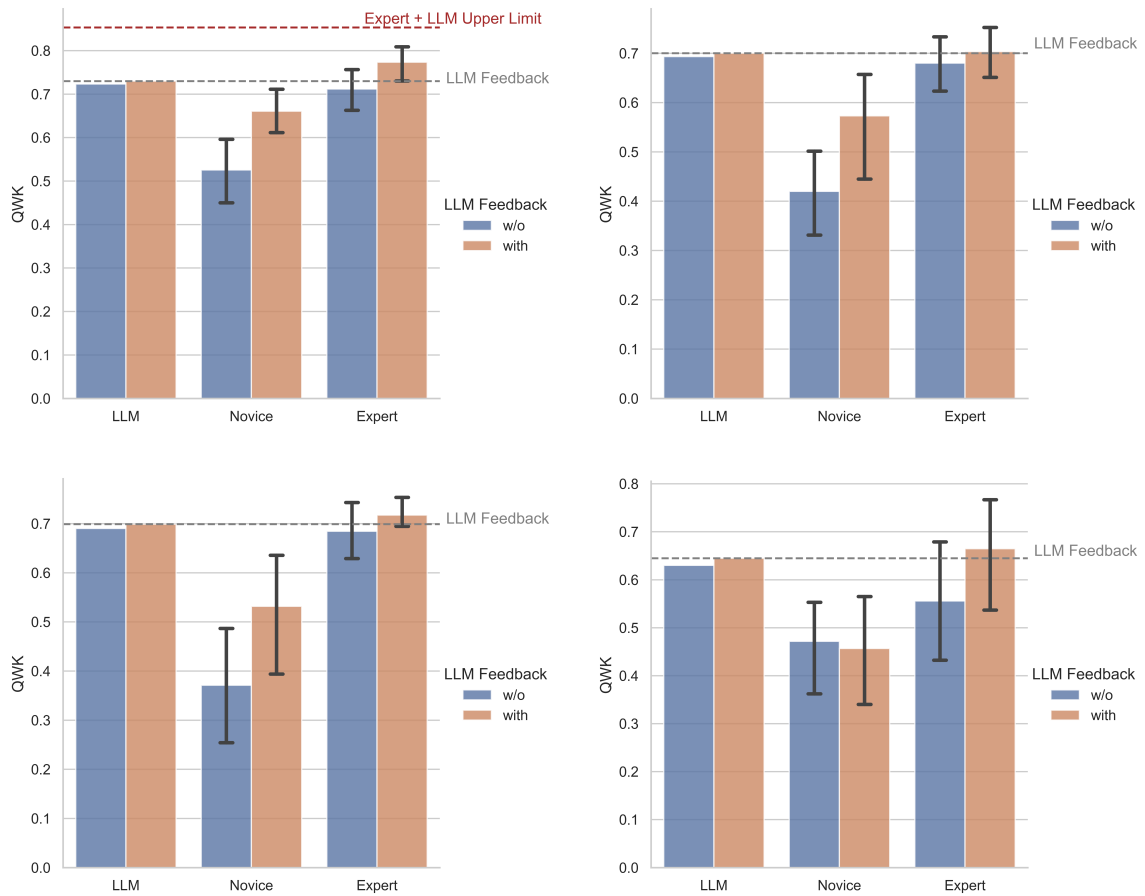 Expert + LLM Upper Limit
0.8
LLM Feedback
0.7
0.6
0.5
QWK
LLM Feedback
w/o
with
0.4
0.3
0.2
0.1
0.0
LLM
Novice
Expert
0.7
LLM Feedback
0.6
0.5
QWK
LLM Feedback
w/o
with
0.4
0.3
0.2
0.1
0.0
LLM
Novice
Expert
0.7
LLM Feedback
0.6
0.5
0.4
QWK
LLM Feedback
w/o
with
0.3
0.2
0.1
0.0
LLM
Novice
Expert
0.8
0.7
LLM Feedback
0.6
0.5
0.4
QWK
LLM Feedback
w/o
with
0.3
0.2
0.1
0.0
LLM
Novice
Expert